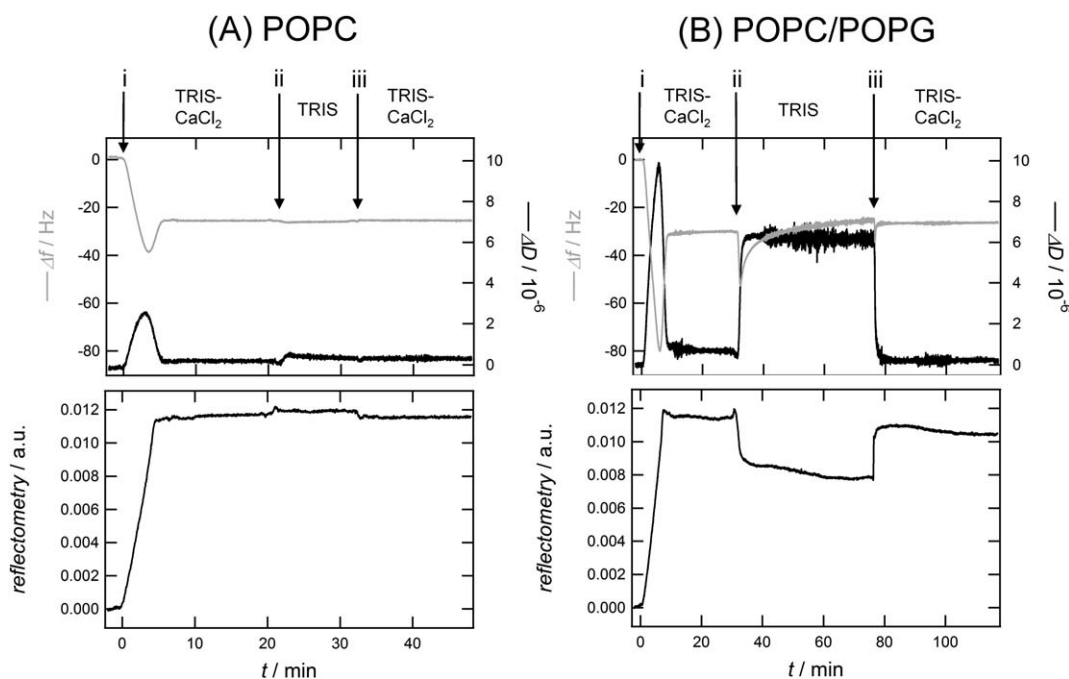 (A) POPC
i
ii
iii
TRIS-
CaCl₂
TRIS
TRIS-
CaCl₂
0
-20
-40
-60
-80
Δf / Hz
10
8
6
4
2
0
ΔD / 10⁻⁶
0.012
0.010
0.008
0.006
0.004
0.002
0.000
reflectometry / a.u.
0
10
20
30
40
t / min
(B) POPC/POPG
i
ii
iii
TRIS-
CaCl₂
TRIS
TRIS-
CaCl₂
0
-20
-40
-60
-80
Δf / Hz
10
8
6
4
2
0
ΔD / 10⁻⁶
0.012
0.010
0.008
0.006
0.004
0.002
0.000
reflectometry / a.u.
0
20
40
60
80
100
t / min